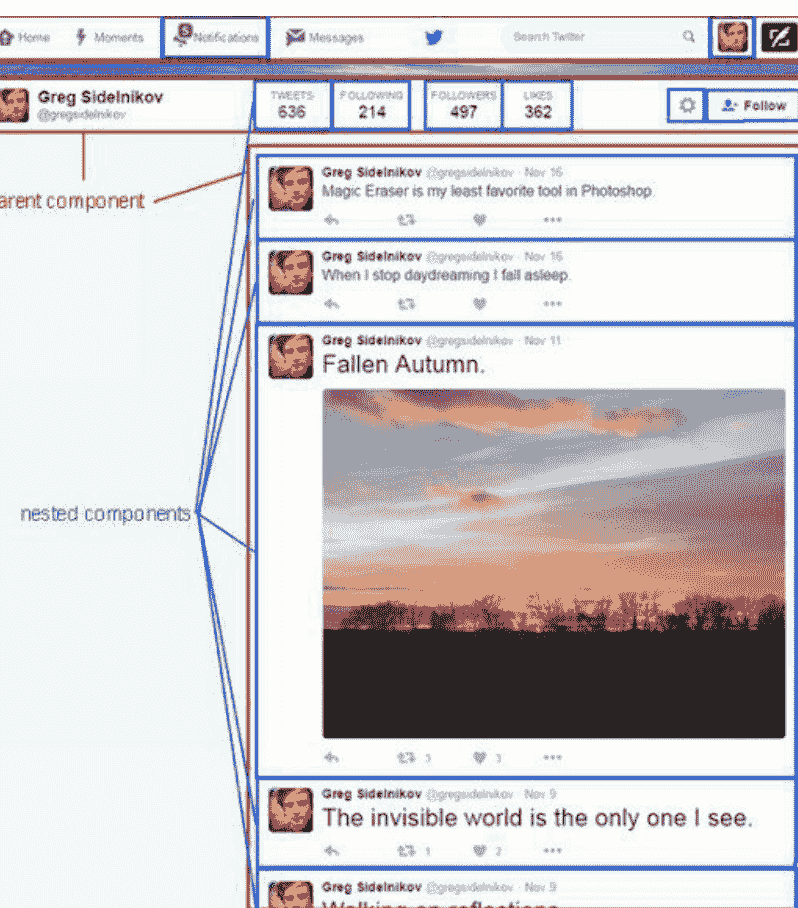 Home Moments Notifications Messages Search Twitter
Greg Sidelnikov
@gregsidelnikov
TWEETS FOLLOWING FOLLOWERS LIKES
636 214 497 362
Follow
arent component
Greg Sidelnikov @gregsidelnikov · Nov 16
Magic Eraser is my least favorite tool in Photoshop.
Greg Sidelnikov @gregsidelnikov · Nov 16
When I stop daydreaming I fall asleep.
Greg Sidelnikov @gregsidelnikov · Nov 11
Fallen Autumn.
nested components
3 3
Greg Sidelnikov @gregsidelnikov · Nov 9
The invisible world is the only one I see.
1 2
Greg Sidelnikov @gregsidelnikov · Nov 9
Walking on reflections